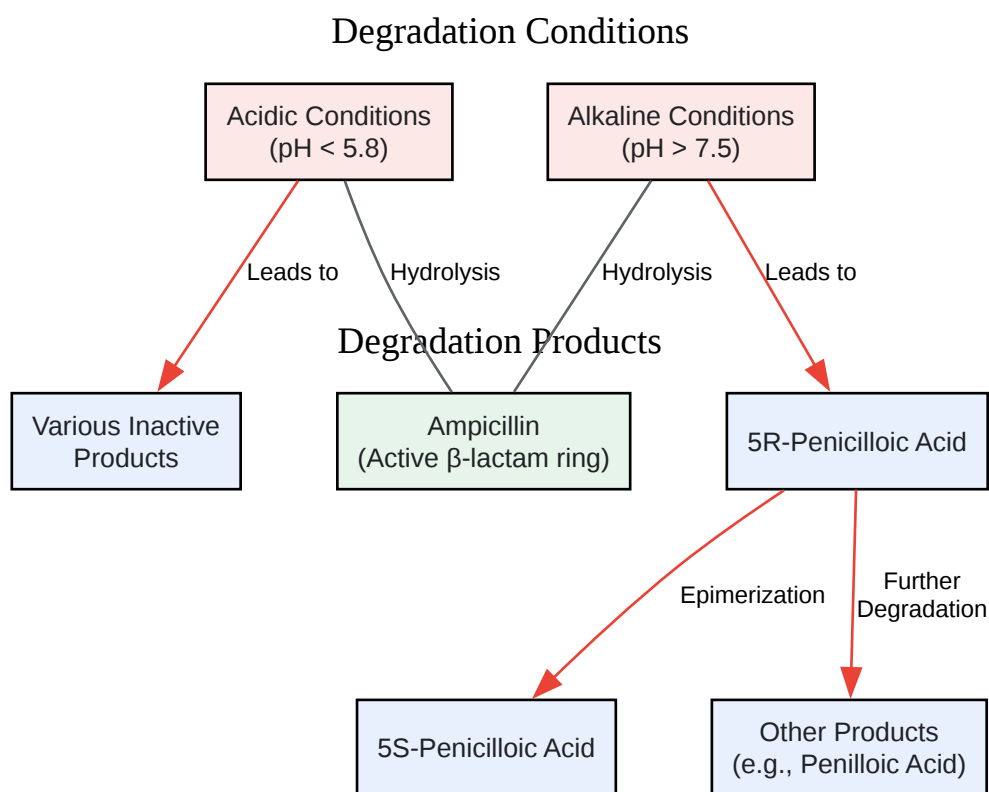 Degradation Conditions
Acidic Conditions
(pH < 5.8)
Alkaline Conditions
(pH > 7.5)
Leads to
Hydrolysis
Hydrolysis
Leads to
Degradation Products
Various Inactive
Products
Ampicillin
(Active β-lactam ring)
5R-Penicilloic Acid
Epimerization
Further
Degradation
5S-Penicilloic Acid
Other Products
(e.g., Penilloic Acid)